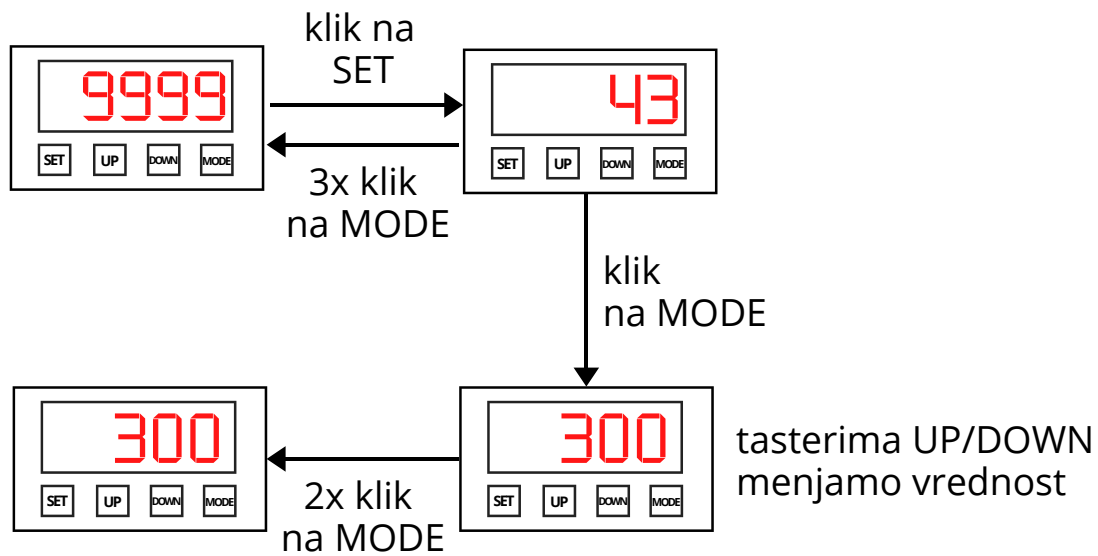 klik na
SET
9999
SET UP DOWN MODE
43
SET UP DOWN MODE
3x klik
na MODE
klik
na MODE
300
SET UP DOWN MODE
300
SET UP DOWN MODE
tasterima UP/DOWN
menjamo vrednost
2x klik
na MODE